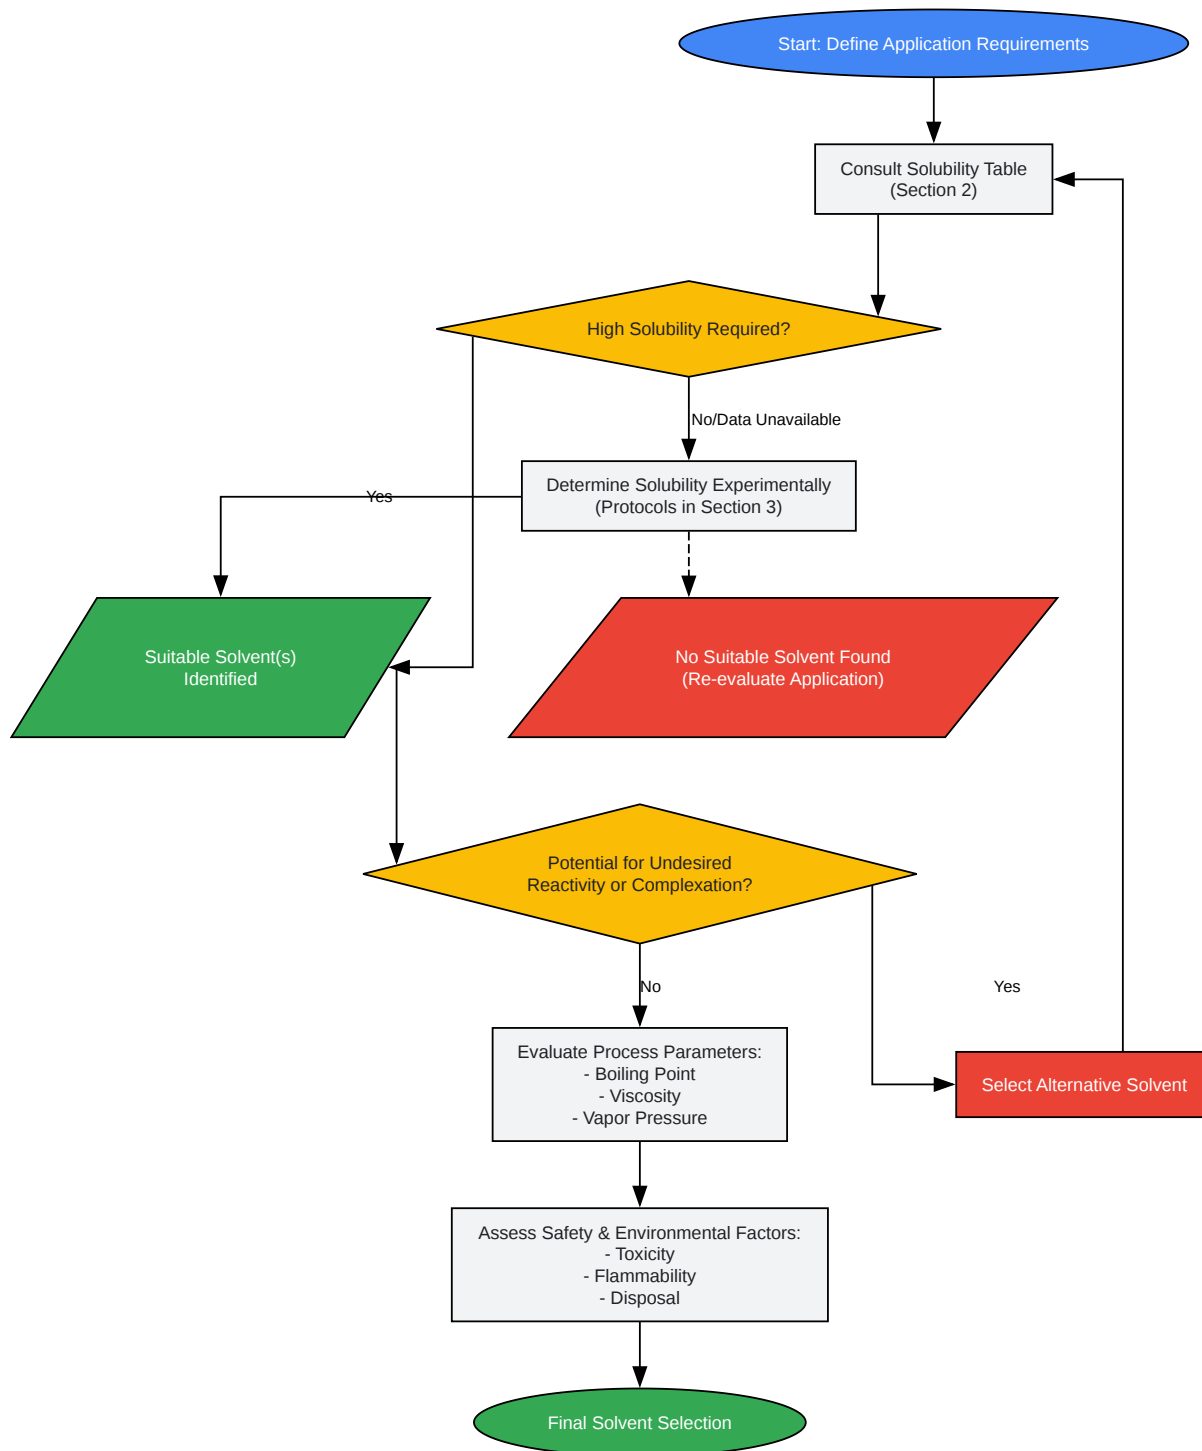 Start: Define Application Requirements
Consult Solubility Table
(Section 2)
High Solubility Required?
No/Data Unavailable
Determine Solubility Experimentally
(Protocols in Section 3)
Yes
Suitable Solvent(s)
Identified
No Suitable Solvent Found
(Re-evaluate Application)
Potential for Undesired
Reactivity or Complexation?
No
Yes
Evaluate Process Parameters:
- Boiling Point
- Viscosity
- Vapor Pressure
Select Alternative Solvent
Assess Safety & Environmental Factors:
- Toxicity
- Flammability
- Disposal
Final Solvent Selection